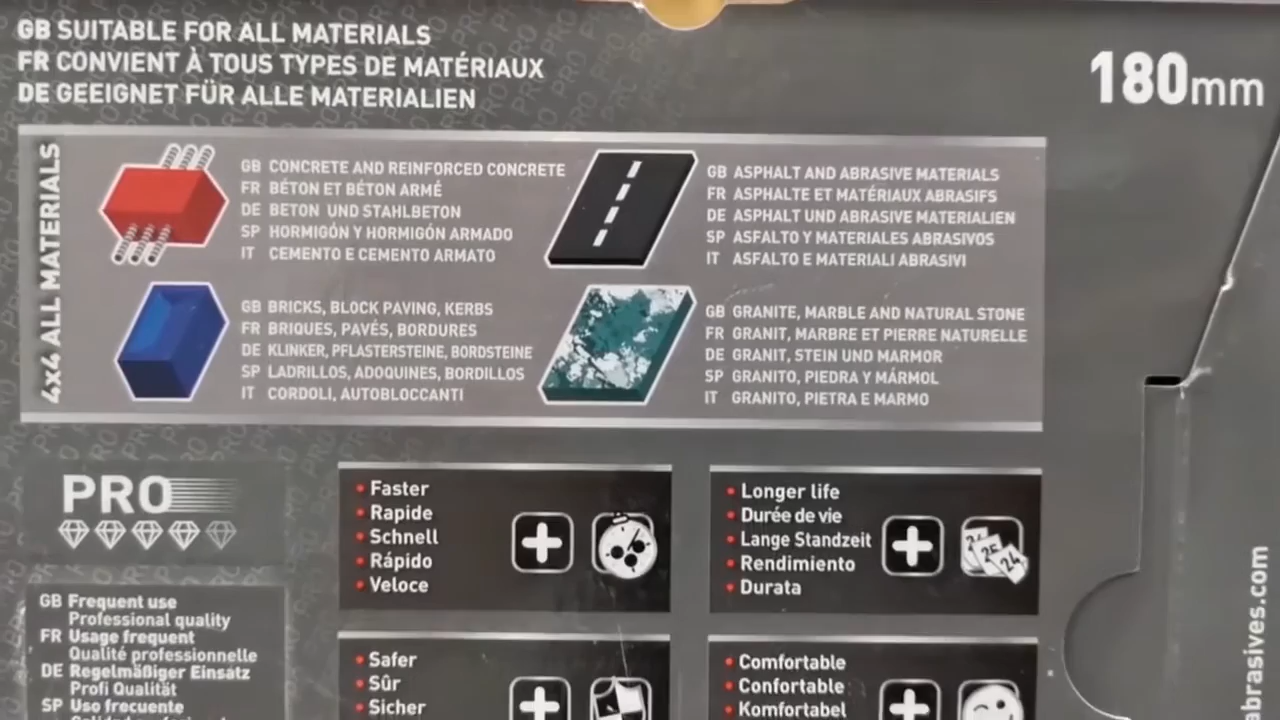 GB SUITABLE FOR ALL MATERIALS
FR CONVIENT À TOUS TYPES DE MATÉRIAUX
DE GEEIGNET FÜR ALLE MATERIALIEN
180mm
4x4 ALL MATERIALS
GB CONCRETE AND REINFORCED CONCRETE
FR BÉTON ET BÉTON ARMÉ
DE BETON UND STAHLBETON
SP HORMIGÓN Y HORMIGÓN ARMADO
IT CEMENTO E CEMENTO ARMATO
GB ASPHALT AND ABRASIVE MATERIALS
FR ASPHALTE ET MATÉRIAUX ABRASIFS
DE ASPHALT UND ABRASIVE MATERIALIEN
SP ASFALTO Y MATERIALES ABRASIVOS
IT ASFALTO E MATERIALI ABRASIVI
GB BRICKS, BLOCK PAVING, KERBS
FR BRIQUES, PAVÉS, BORDURES
DE KLINKER, PFLASTERSTEINE, BORDSTEINE
SP LADRILLOS, ADOQUINES, BORDILLOS
IT CORDOLI, AUTOBLOCCANTI
GB GRANITE, MARBLE AND NATURAL STONE
FR GRANIT, MARBRE ET PIERRE NATURELLE
DE GRANIT, STEIN UND MARMOR
SP GRANITO, PIEDRA Y MÁRMOL
IT GRANITO, PIETRA E MARMO
PRO
GB Frequent use
Professional quality
FR Usage frequent
Qualité professionnelle
DE Regelmäßiger Einsatz
Profi Qualität
SP Uso frecuente
• Faster
• Rapide
• Schnell
• Rápido
• Veloce
• Longer life
• Durée de vie
• Lange Standzeit
• Rendimiento
• Durata
25
24
• Safer
• Sûr
• Sicher
• Comfortable
• Confortable
• Komfortabel
abrasives.com